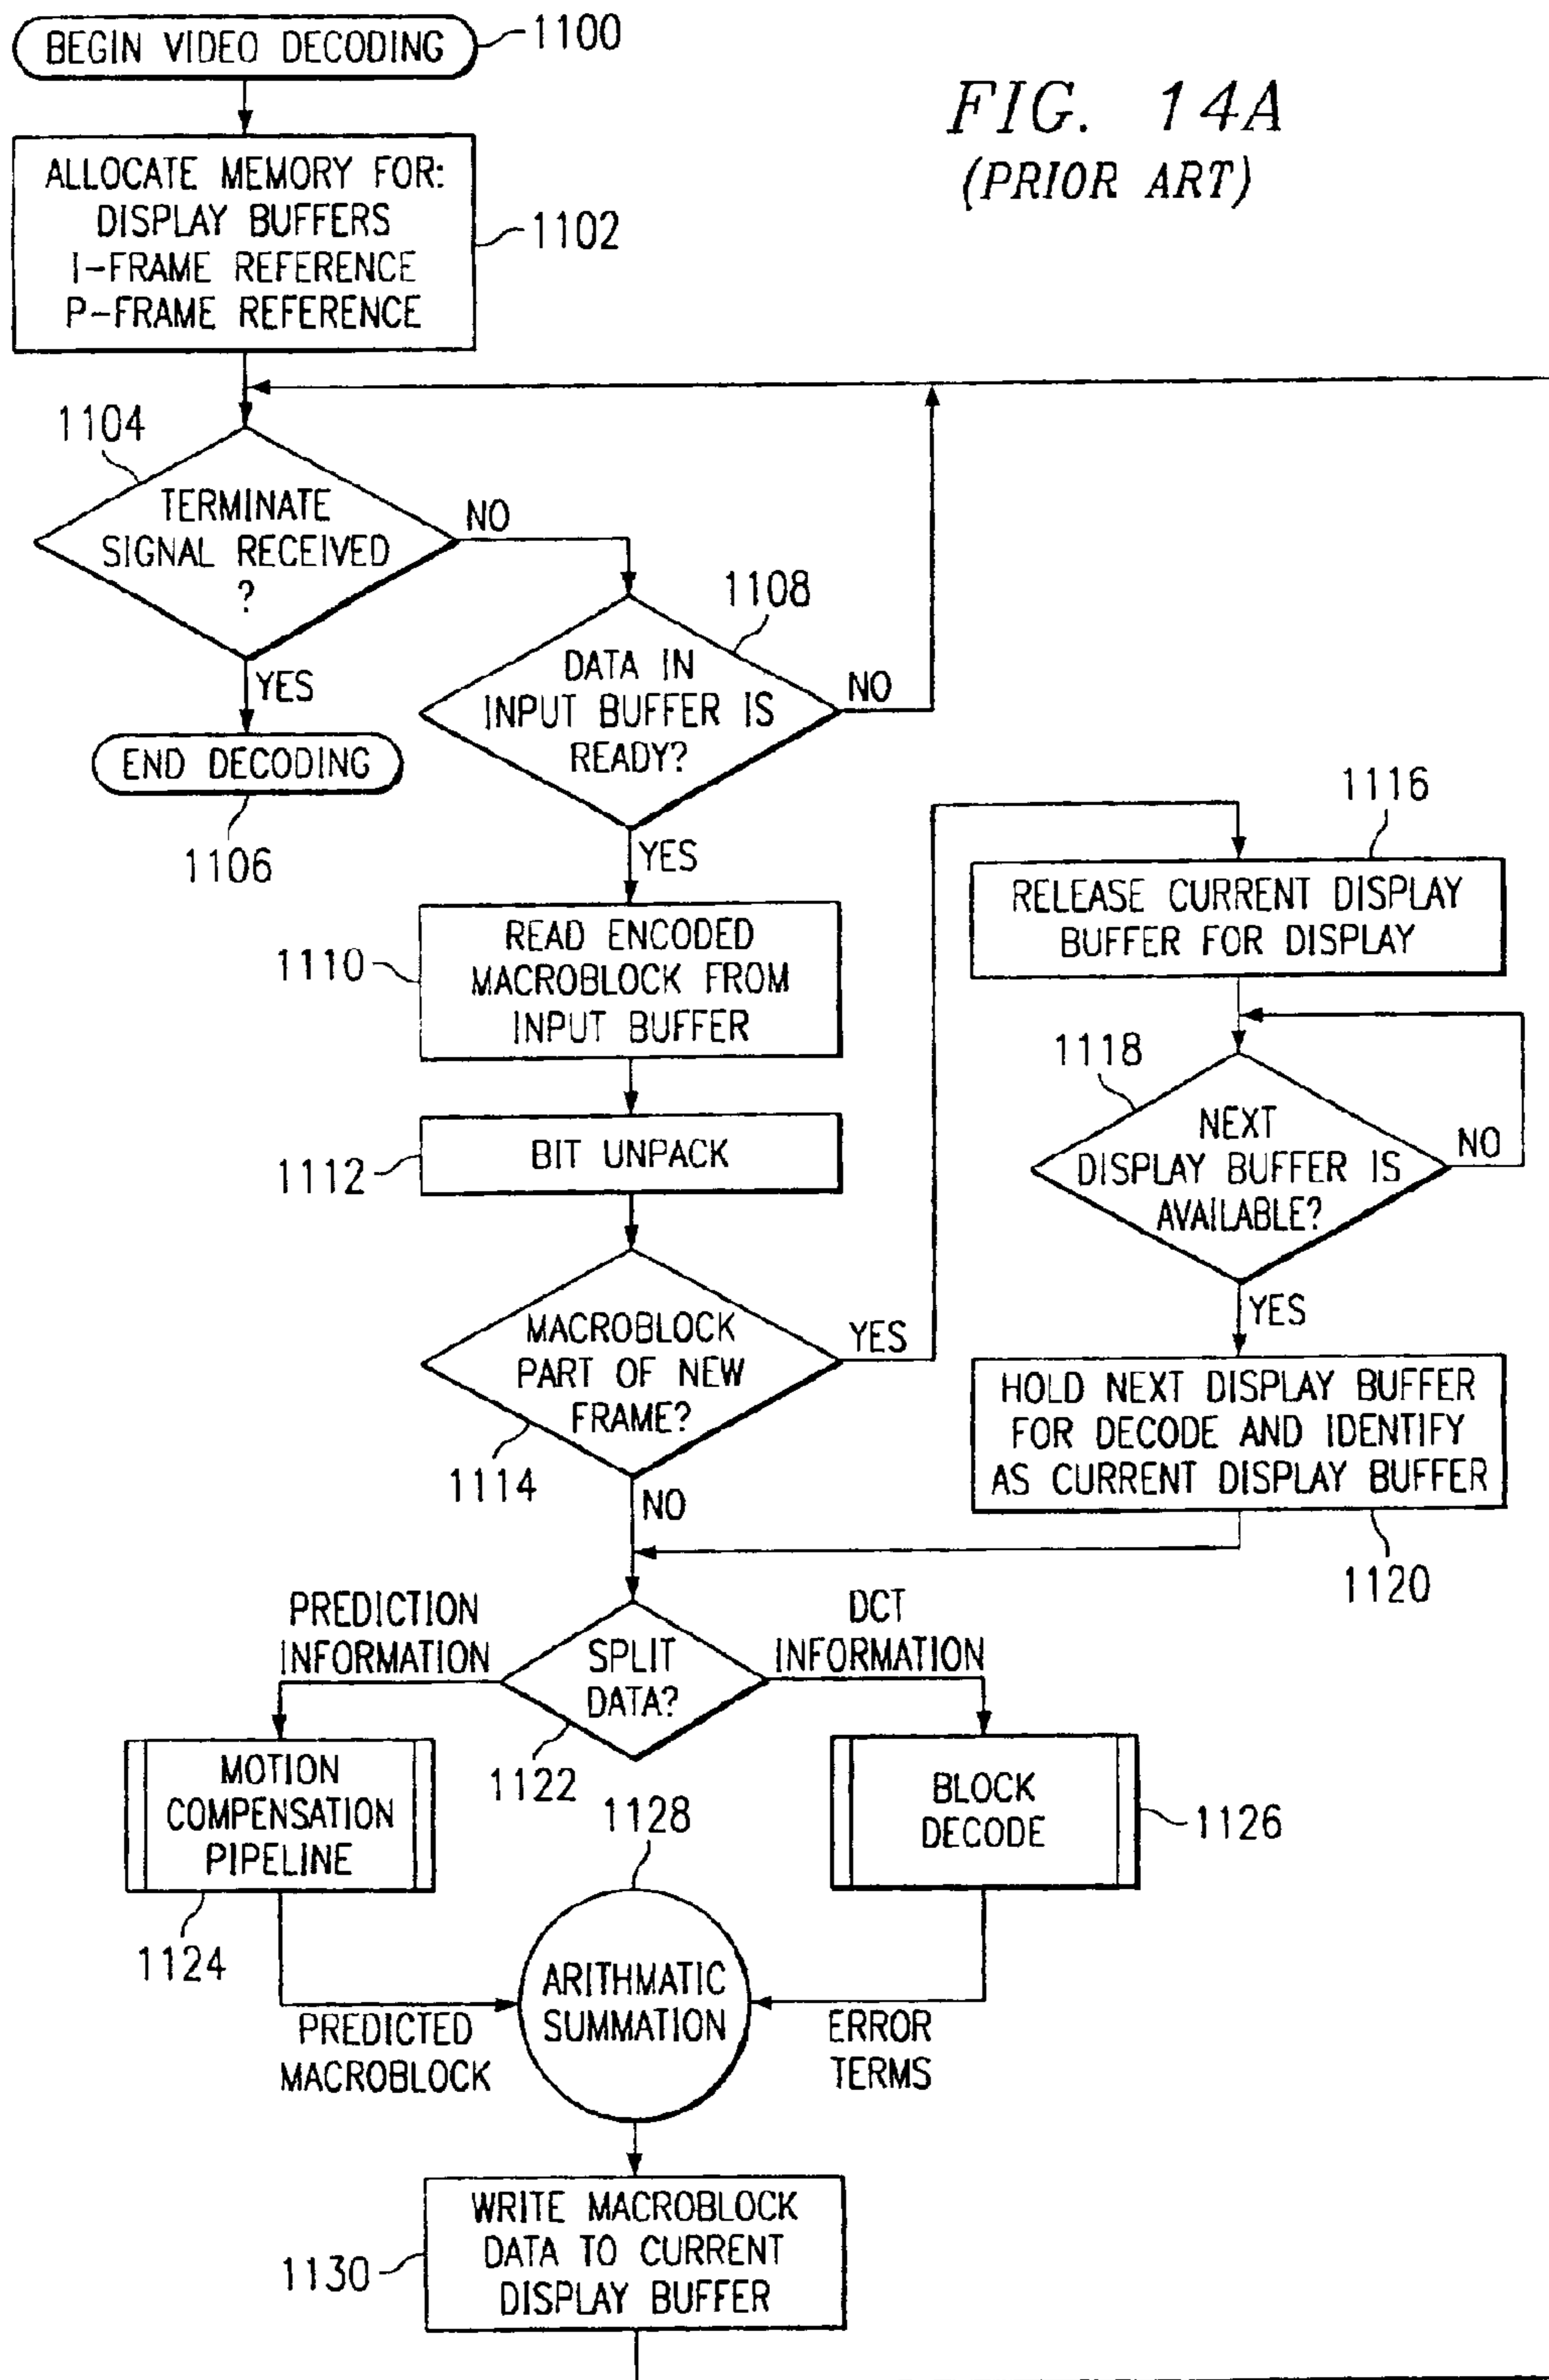 BEGIN VIDEO DECODING
1100
FIG. 14A
(PRIOR ART)
ALLOCATE MEMORY FOR:
DISPLAY BUFFERS
I-FRAME REFERENCE
P-FRAME REFERENCE
1102
1104
TERMINATE
SIGNAL RECEIVED
?
NO
YES
END DECODING
1106
1108
DATA IN
INPUT BUFFER IS
READY?
NO
YES
1110
READ ENCODED
MACROBLOCK FROM
INPUT BUFFER
1112
BIT UNPACK
MACROBLOCK
PART OF NEW
FRAME?
1114
YES
NO
1116
RELEASE CURRENT DISPLAY
BUFFER FOR DISPLAY
1118
NEXT
DISPLAY BUFFER IS
AVAILABLE?
NO
YES
HOLD NEXT DISPLAY BUFFER
FOR DECODE AND IDENTIFY
AS CURRENT DISPLAY BUFFER
1120
PREDICTION
INFORMATION
SPLIT
DATA?
DCT
INFORMATION
1122
MOTION
COMPENSATION
PIPELINE
1124
BLOCK
DECODE
1126
1128
ARITHMATIC
SUMMATION
PREDICTED
MACROBLOCK
ERROR
TERMS
1130
WRITE MACROBLOCK
DATA TO CURRENT
DISPLAY BUFFER